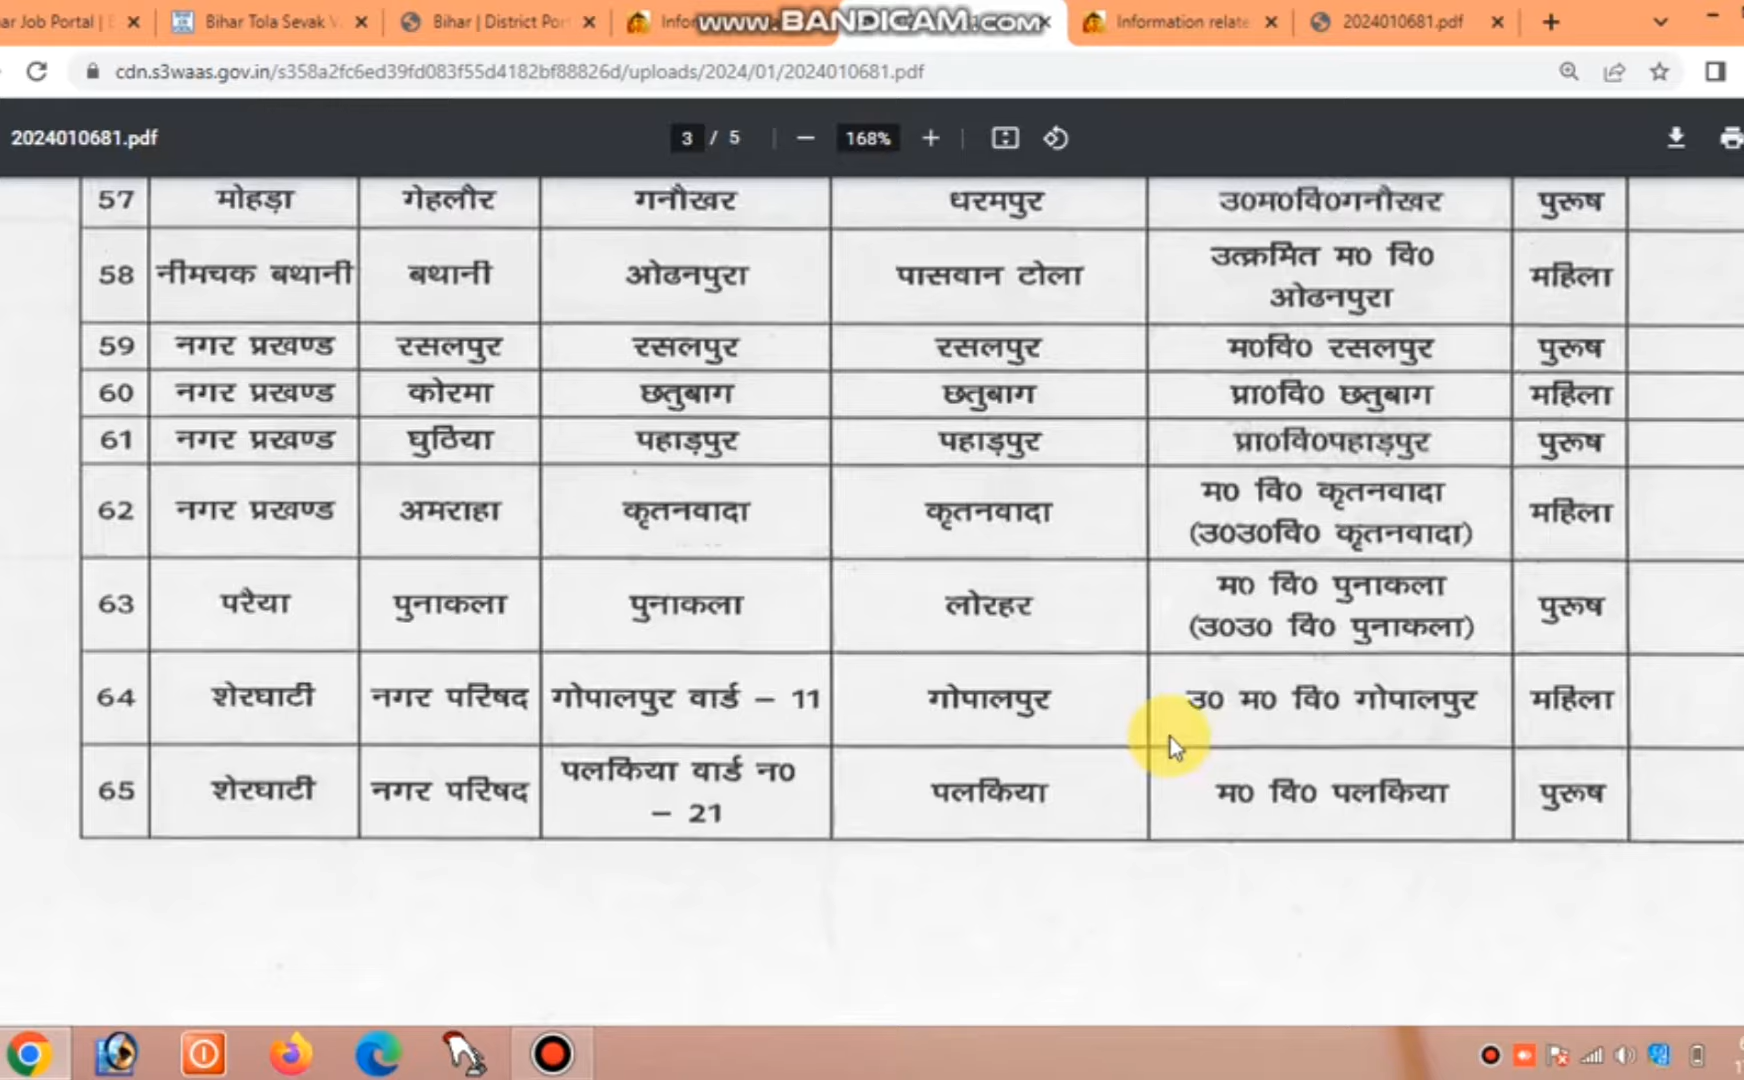 ar Job Portal | E
Bihar Tola Sevak V
Bihar | District Por
Info
www.BANDICAM.com
Information relate
2024010681.pdf
cdn.s3waas.gov.in/s358a2fc6ed39fd083f55d4182bf88826d/uploads/2024/01/2024010681.pdf
2024010681.pdf
3 / 5
168%
57 मोहड़ा गेहलौर गनौखर धरमपुर उ0म0वि0गनौखर पुरूष
58 नीमचक बथानी बथानी ओढनपुरा पासवान टोला उत्क्रमित म0 वि0
ओढनपुरा महिला
59 नगर प्रखण्ड रसलपुर रसलपुर रसलपुर म0वि0 रसलपुर पुरूष
60 नगर प्रखण्ड कोरमा छतुबाग छतुबाग प्रा0वि0 छतुबाग महिला
61 नगर प्रखण्ड घुठिया पहाड़पुर पहाड़पुर प्रा0वि0पहाड़पुर पुरूष
62 नगर प्रखण्ड अमराहा कृतनवादा कृतनवादा म0 वि0 कृतनवादा
(उ0उ0वि0 कृतनवादा) महिला
63 परैया पुनाकला पुनाकला लोरहर म0 वि0 पुनाकला
(उ0उ0 वि0 पुनाकला) पुरूष
64 शेरघाटी नगर परिषद गोपालपुर वार्ड – 11 गोपालपुर उ0 म0 वि0 गोपालपुर महिला
65 शेरघाटी नगर परिषद पलकिया वार्ड न0
– 21 पलकिया म0 वि0 पलकिया पुरूष